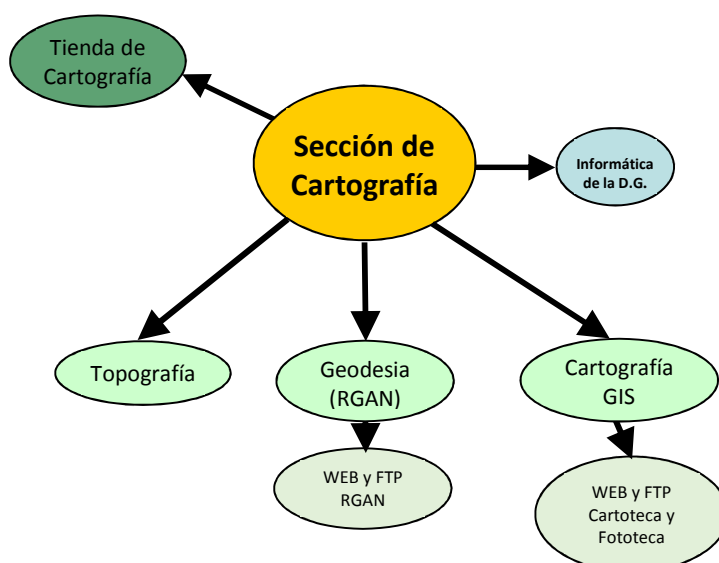 Tienda de
Cartografía
Sección de
Cartografía
Informática
de la D.G.
Topografía
Geodesia
(RGAN)
Cartografía
GIS
WEB y FTP
RGAN
WEB y FTP
Cartoteca y
Fototeca